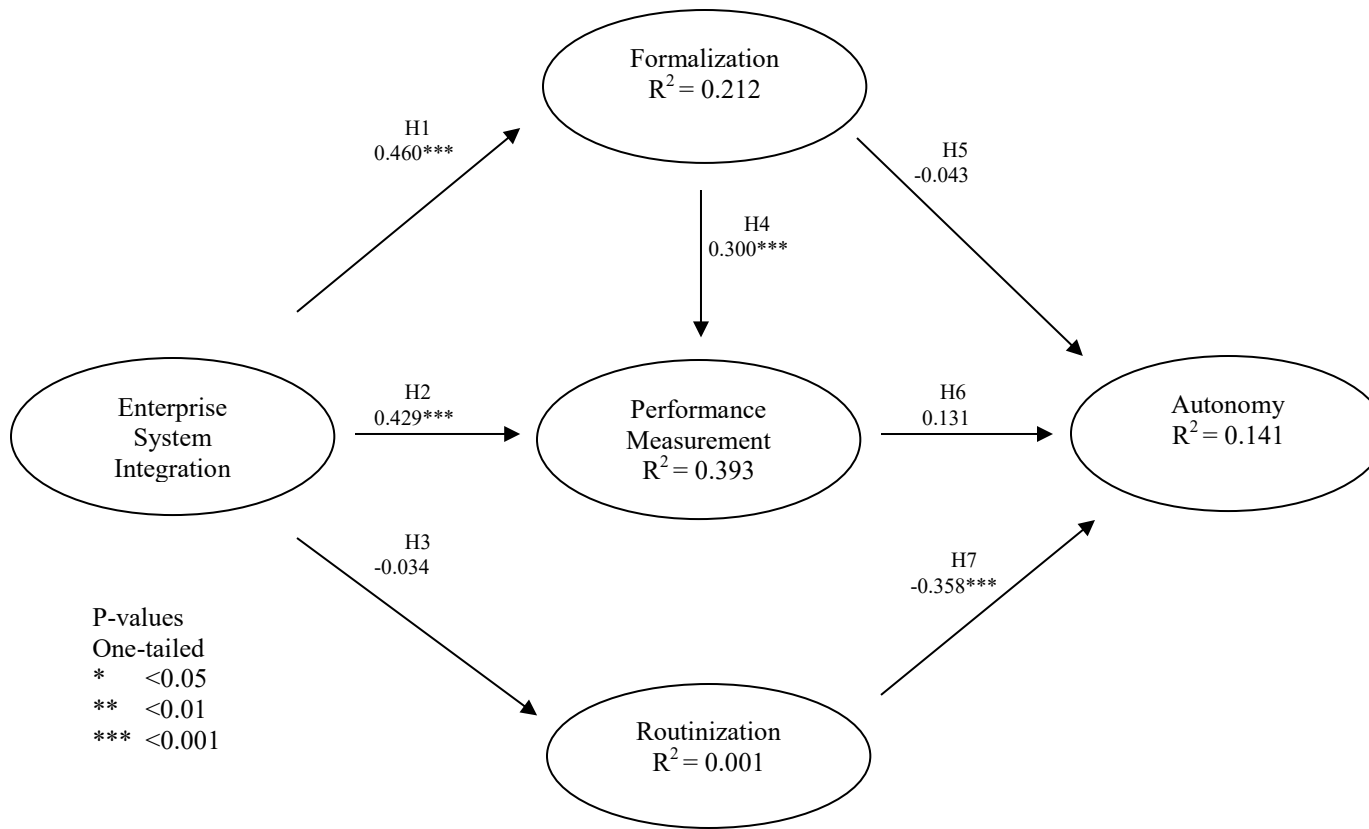 Formalization
R² = 0.212
H1
0.460***
H5
-0.043
H4
0.300***
Enterprise
System
Integration
H2
0.429***
Performance
Measurement
R² = 0.393
H6
0.131
Autonomy
R² = 0.141
H3
-0.034
H7
-0.358***
P-values
One-tailed
* <0.05
** <0.01
*** <0.001
Routinization
R² = 0.001